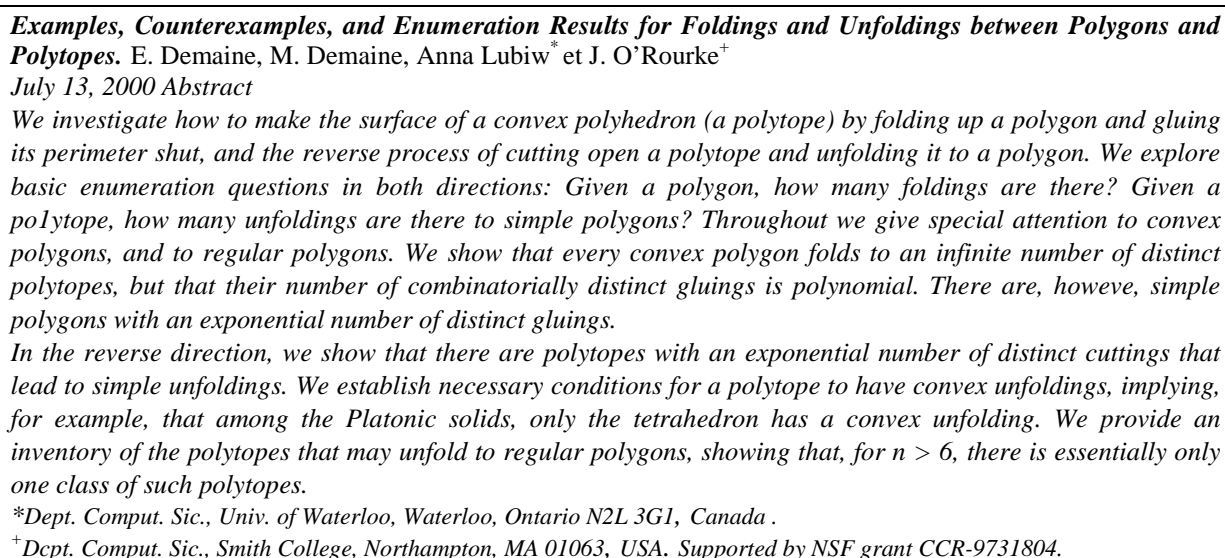 Examples, Counterexamples, and Enumeration Results for Foldings and Unfoldings between Polygons and
Polytopes. E. Demaine, M. Demaine, Anna Lubiw* et J. O'Rourke+
July 13, 2000 Abstract
We investigate how to make the surface of a convex polyhedron (a polytope) by folding up a polygon and gluing
its perimeter shut, and the reverse process of cutting open a polytope and unfolding it to a polygon. We explore
basic enumeration questions in both directions: Given a polygon, how many foldings are there? Given a
po1ytope, how many unfoldings are there to simple polygons? Throughout we give special attention to convex
polygons, and to regular polygons. We show that every convex polygon folds to an infinite number of distinct
polytopes, but that their number of combinatorially distinct gluings is polynomial. There are, howeve, simple
polygons with an exponential number of distinct gluings.
In the reverse direction, we show that there are polytopes with an exponential number of distinct cuttings that
lead to simple unfoldings. We establish necessary conditions for a polytope to have convex unfoldings, implying,
for example, that among the Platonic solids, only the tetrahedron has a convex unfolding. We provide an
inventory of the polytopes that may unfold to regular polygons, showing that, for n > 6, there is essentially only
one class of such polytopes.
*Dept. Comput. Sic., Univ. of Waterloo, Waterloo, Ontario N2L 3G1, Canada .
+Dcpt. Comput. Sic., Smith College, Northampton, MA 01063, USA. Supported by NSF grant CCR-9731804.